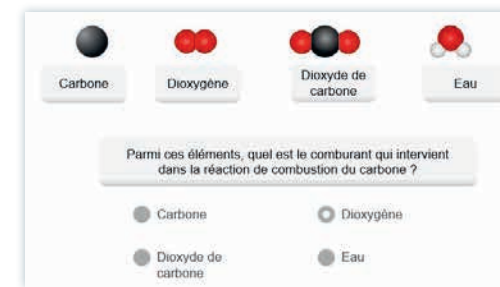 Carbone
Dioxygène
Dioxyde de
carbone
Eau
Parmi ces éléments, quel est le comburant qui intervient
dans la réaction de combustion du carbone ?
Carbone
Dioxygène
Dioxyde de
carbone
Eau